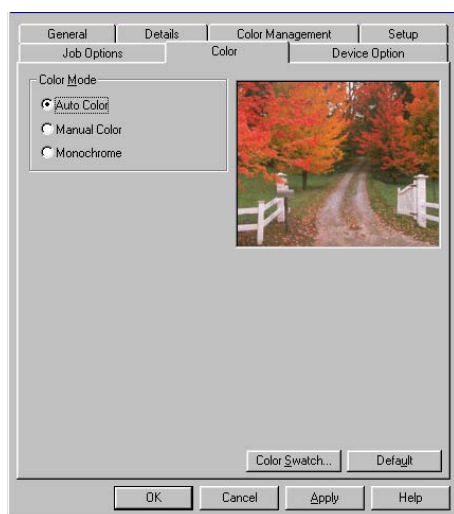 General Details Color Management Setup
Job Options Color Device Option
Color Mode
Auto Color
Manual Color
Monochrome
Color Swatch... Default
OK Cancel Apply Help